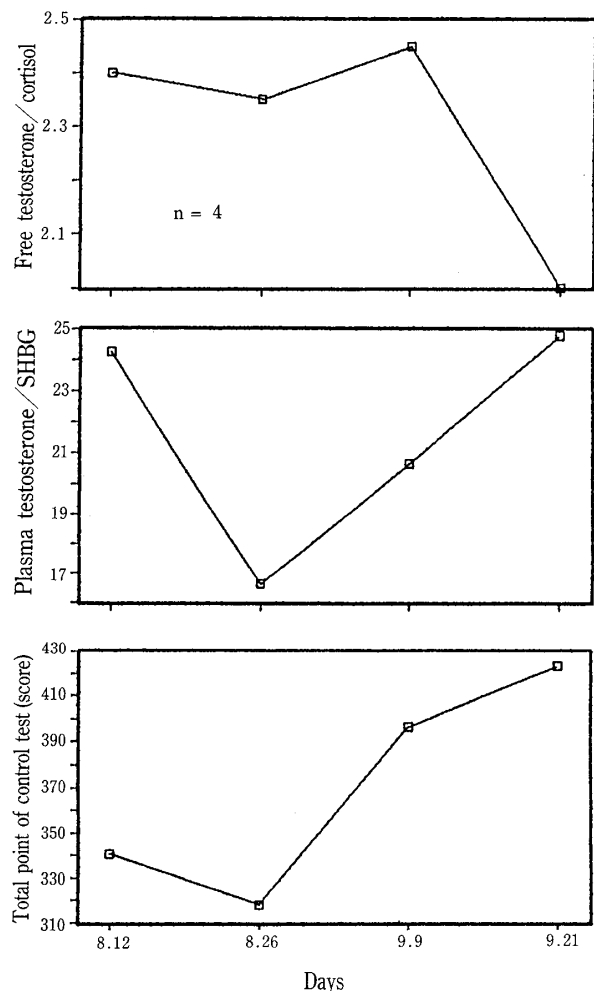 Free testosterone/cortisol
2.5
2.3
2.1
n = 4
Plasma testosterone/SHBG
25
23
21
19
17
Total point of control test (score)
430
410
390
370
350
330
310
8.12 8.26 9.9 9.21
Days